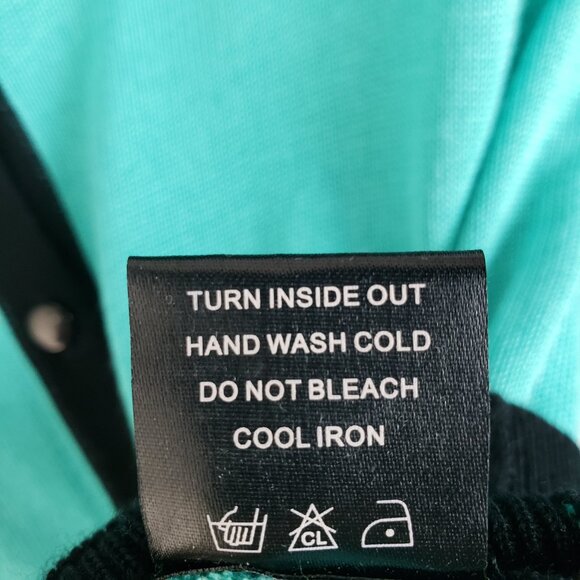 TURN INSIDE OUT
HAND WASH COLD
DO NOT BLEACH
COOL IRON
CL